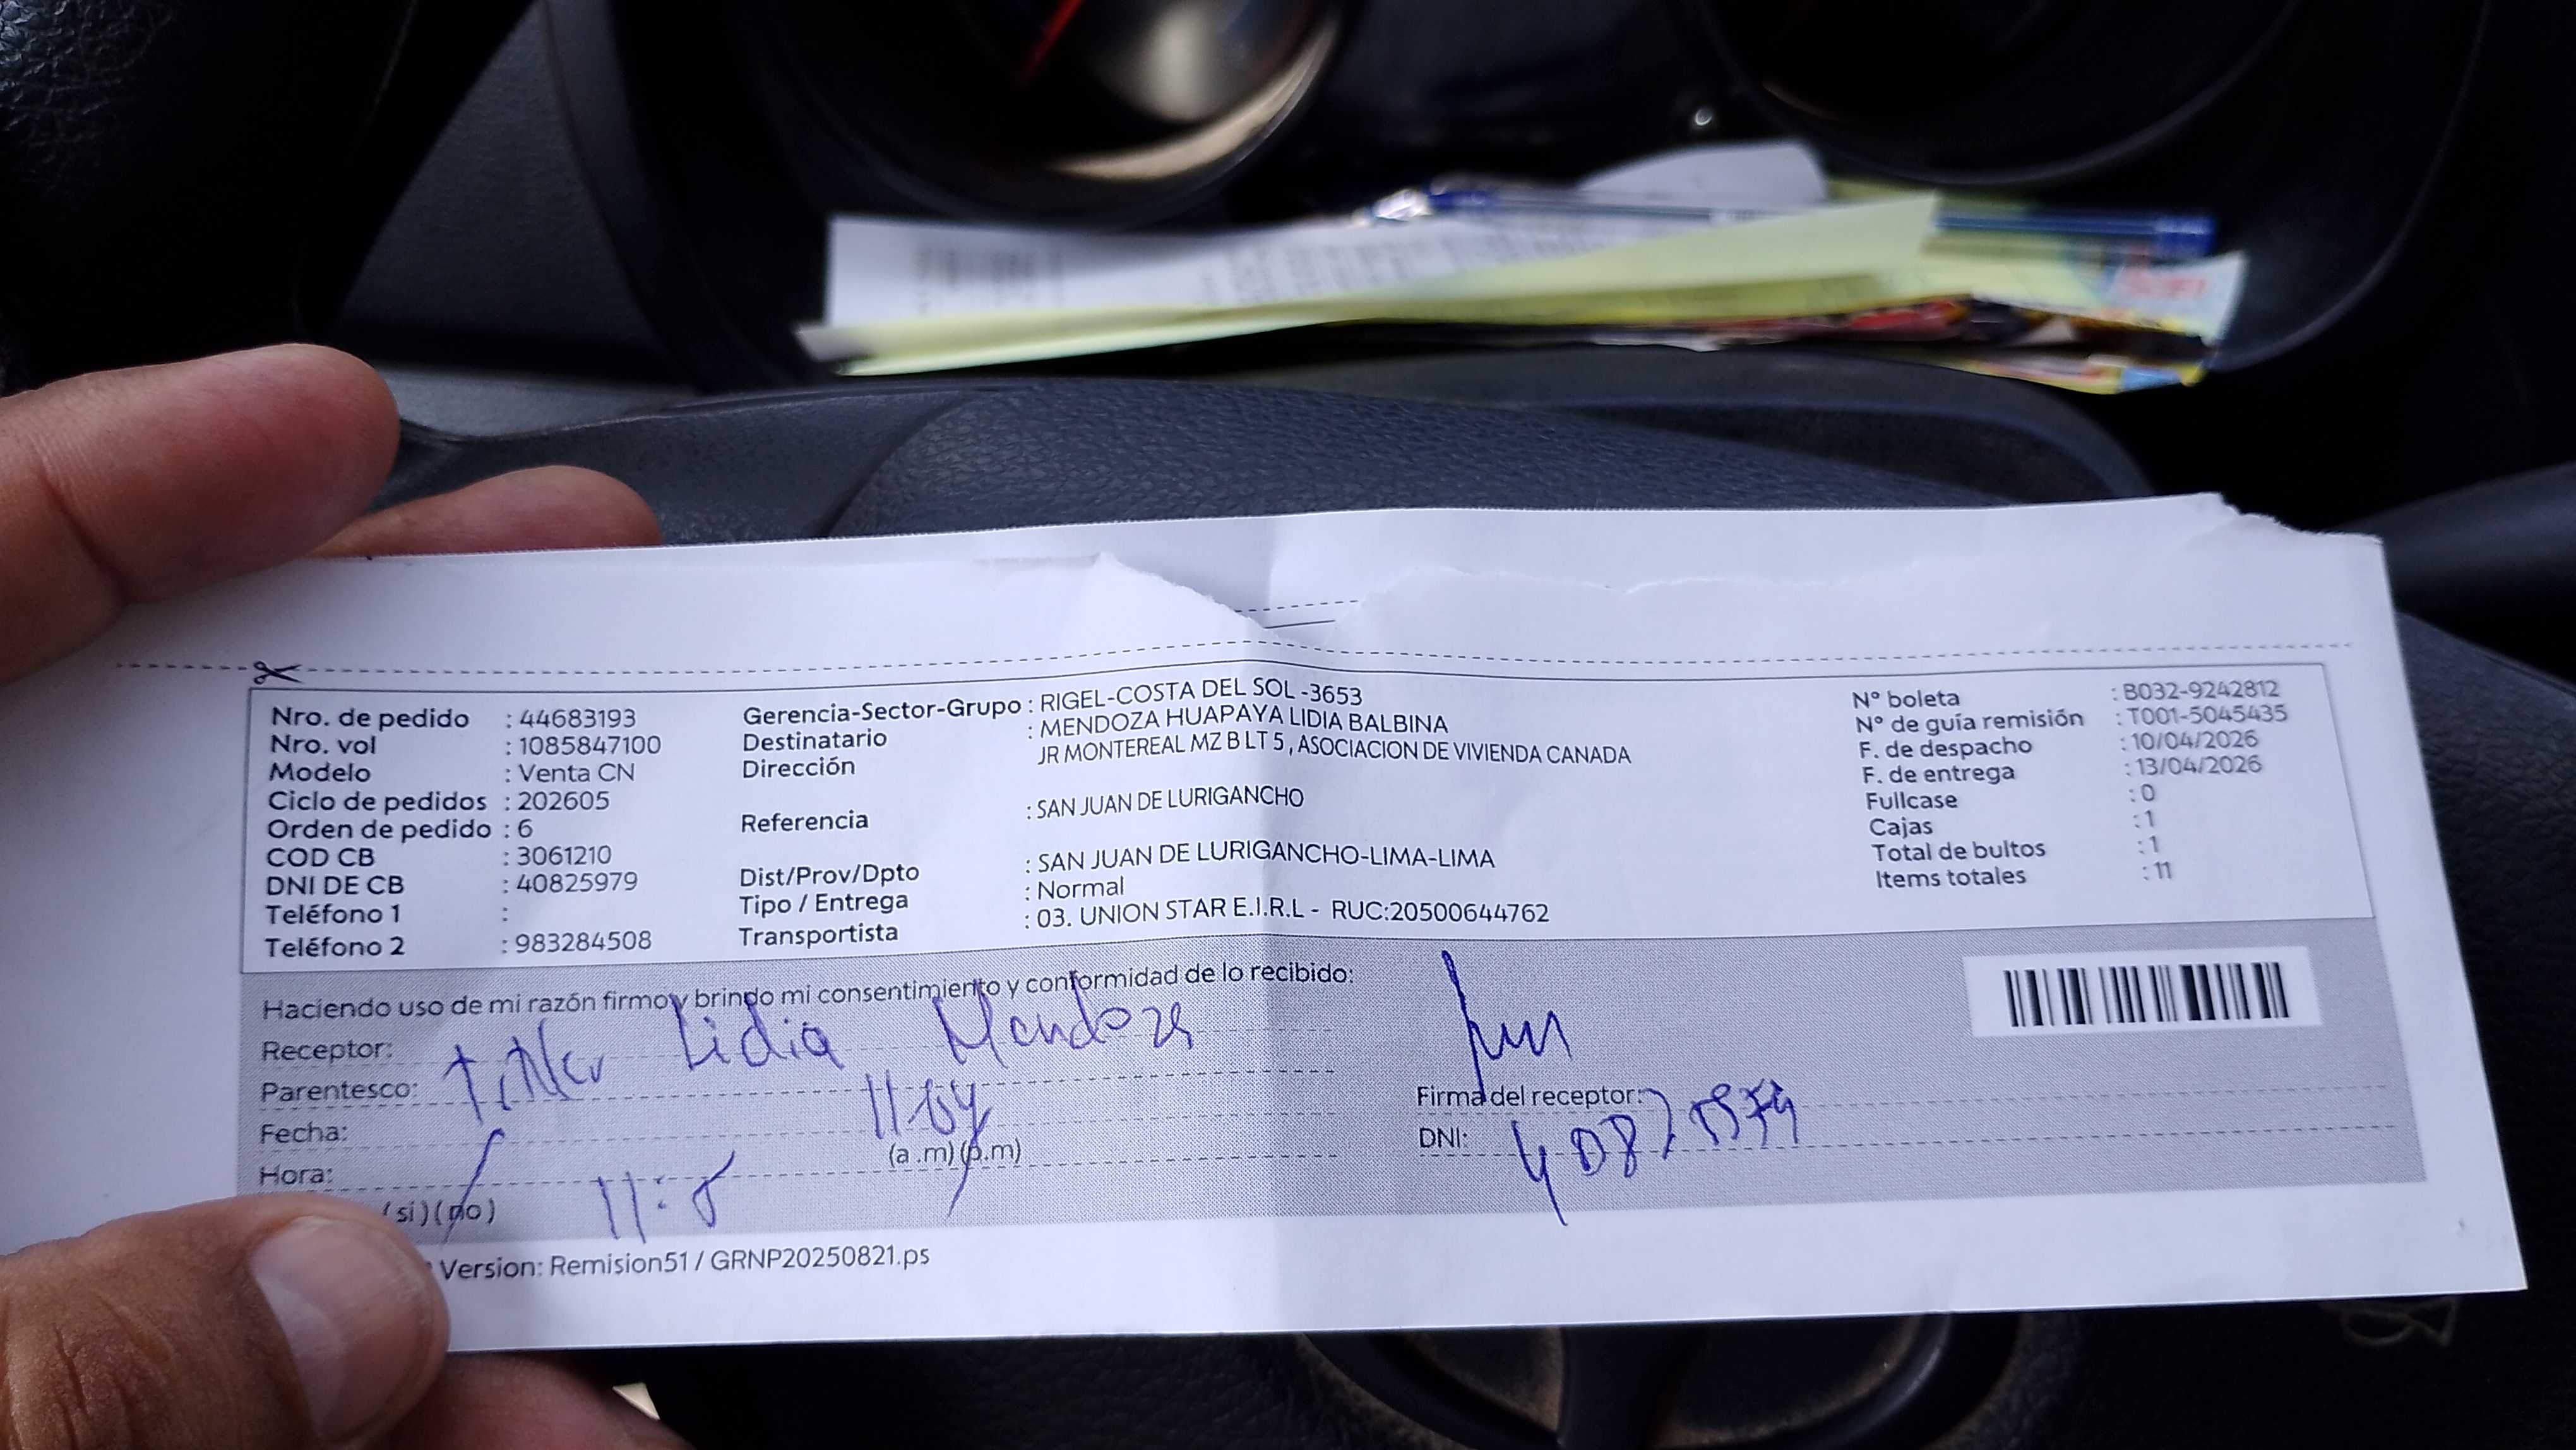 Nro. de pedido : 44683193
Nro. vol : 1085847100
Modelo : Venta CN
Ciclo de pedidos : 202605
Orden de pedido : 6
COD CB : 3061210
DNI DE CB : 40825979
Teléfono 1 :
Teléfono 2 : 983284508
Gerencia-Sector-Grupo : RIGEL-COSTA DEL SOL -3653
Destinatario : MENDOZA HUAPAYA LIDIA BALBINA
Dirección JR MONTEREAL MZ B LT 5 , ASOCIACION DE VIVIENDA CANADA
Referencia : SAN JUAN DE LURIGANCHO
Dist/Prov/Dpto : SAN JUAN DE LURIGANCHO-LIMA-LIMA
Tipo / Entrega : Normal
Transportista : 03. UNION STAR E.I.R.L - RUC:20500644762
N° boleta : B032-9242812
N° de guía remisión : T001-5045435
F. de despacho : 10/04/2026
F. de entrega : 13/04/2026
Fullcase : 0
Cajas : 1
Total de bultos : 1
Items totales : 11
Haciendo uso de mi razón firmo y brindo mi consentimiento y conformidad de lo recibido:
Receptor: Lidia Mendoza
Parentesco:
Fecha:
Hora: (a .m) (p.m)
(si) (no)
Firma del receptor:
DNI: 40825979
Version: Remision51 / GRNP20250821.ps